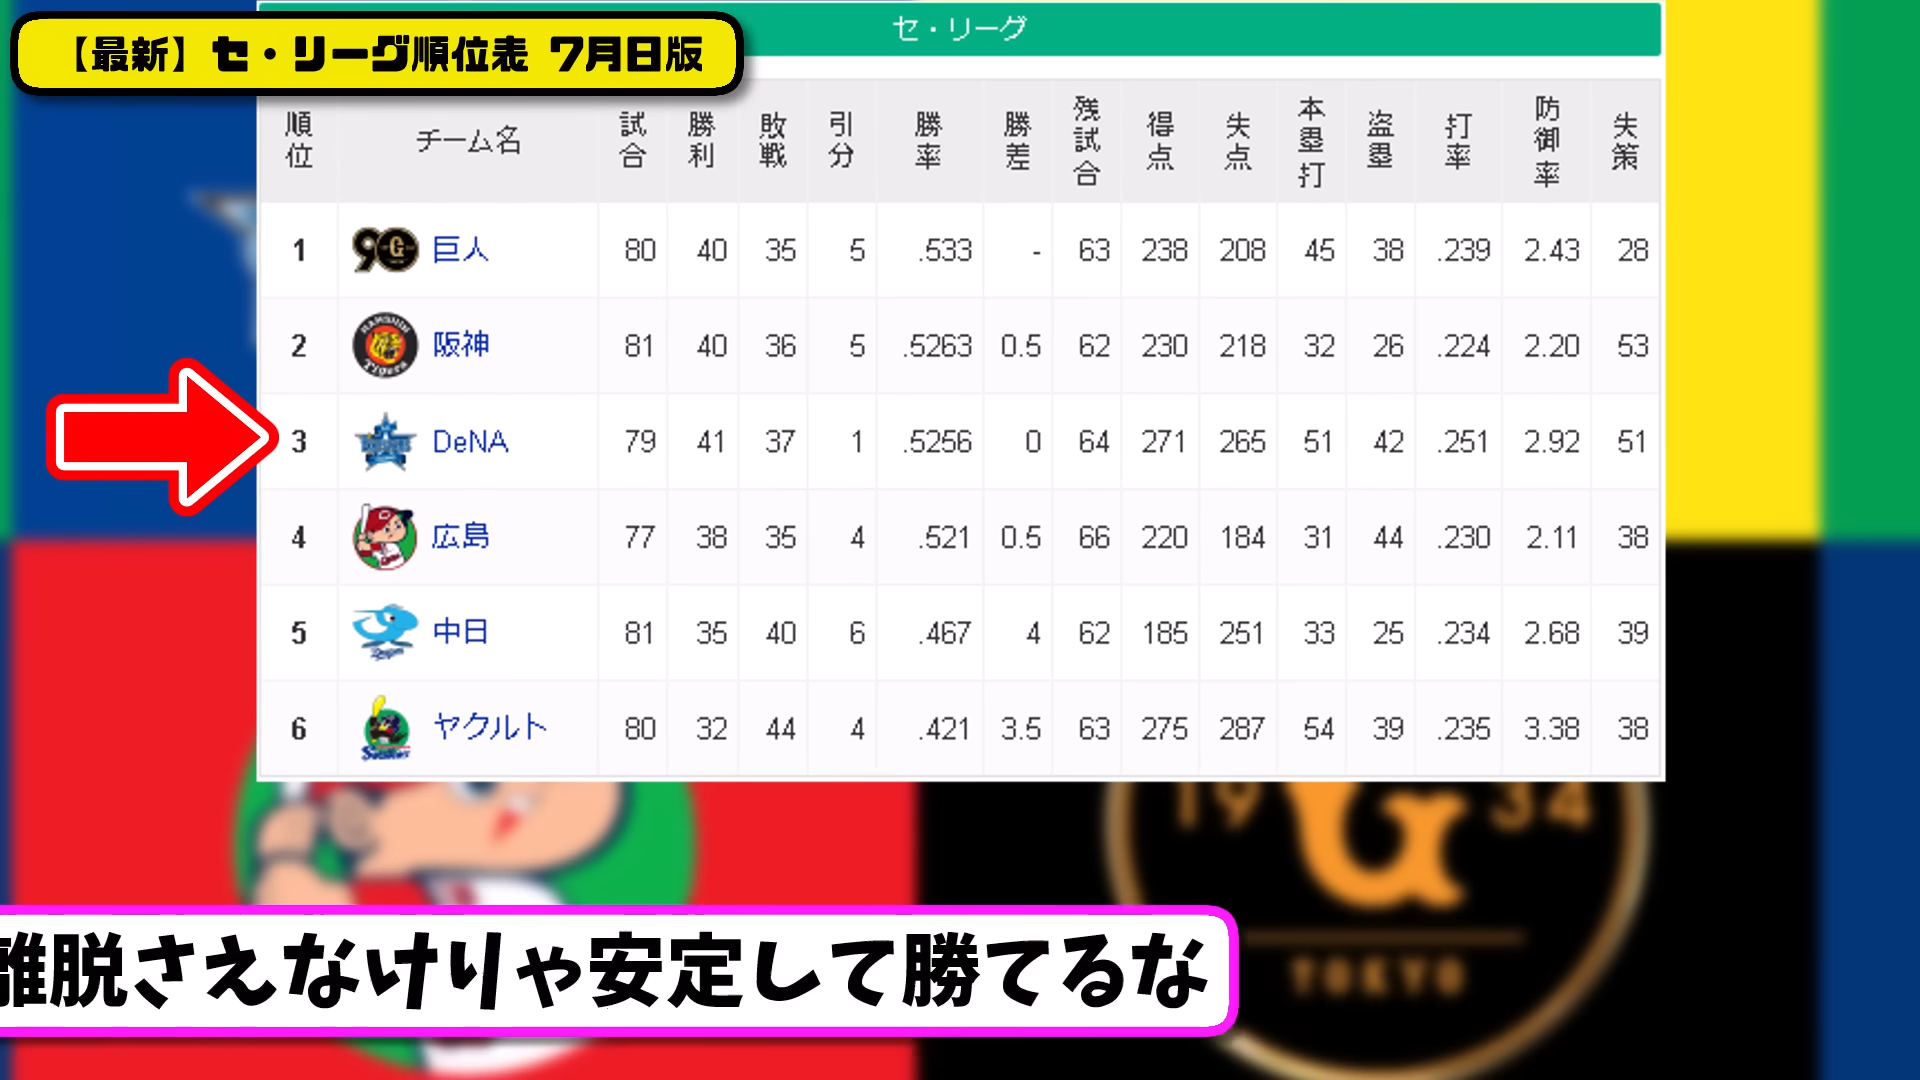 セ・リーグ
【最新】セ・リーグ順位表 7月日版
順位 チーム名 試合 勝利 敗戦 引分 勝率 勝差 残試合 得点 失点 本塁打 盗塁 打率 防御率 失策
1 巨人 80 40 35 5 .533 - 63 238 208 45 38 .239 2.43 28
2 阪神 81 40 36 5 .5263 0.5 62 230 218 32 26 .224 2.20 53
3 DeNA 79 41 37 1 .5256 0 64 271 265 51 42 .251 2.92 51
4 広島 77 38 35 4 .521 0.5 66 220 184 31 44 .230 2.11 38
5 中日 81 35 40 6 .467 4 62 185 251 33 25 .234 2.68 39
6 ヤクルト 80 32 44 4 .421 3.5 63 275 287 54 39 .235 3.38 38
19 G 34
TOKYO
離脱さえなけりゃ安定して勝てるな